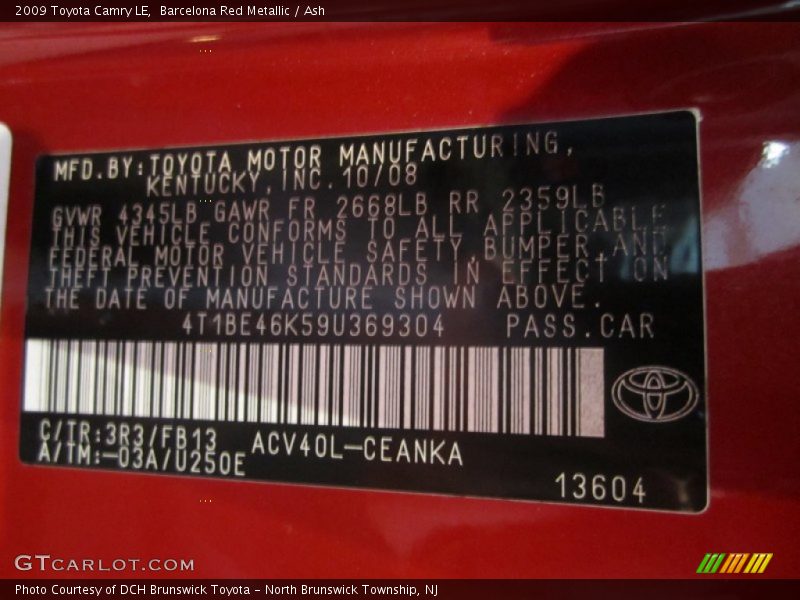 2009 Toyota Camry LE,  Barcelona Red Metallic / Ash
MFD.BY:TOYOTA MOTOR MANUFACTURING,
KENTUCKY,INC.10/08
GVWR 4345LB GAWR FR 2668LB RR 2359LB
THIS VEHICLE CONFORMS TO ALL APPLICABLE
FEDERAL MOTOR VEHICLE SAFETY,BUMPER,AND
THEFT PREVENTION STANDARDS IN EFFECT ON
THE DATE OF MANUFACTURE SHOWN ABOVE.
4T1BE46K59U369304 PASS.CAR
C/TR:3R3/FB13 ACV40L-CEANKA
A/TM:-03A/U250E
13604
GTCARLOT.COM
Photo Courtesy of DCH Brunswick Toyota - North Brunswick Township, NJ